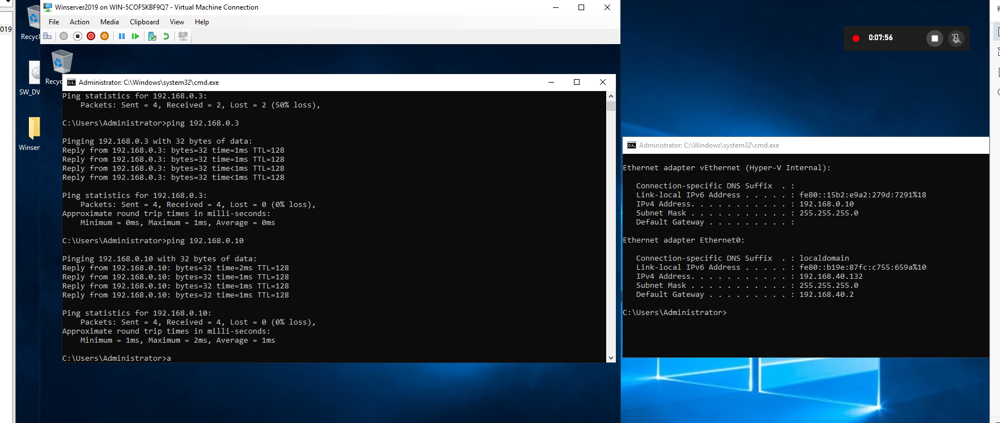 Winserver2019 on WIN-5COFSKBF9Q7 - Virtual Machine Connection
File Action Media Clipboard View Help
019
0:07:56
SW_DV
Administrator: C:\Windows\system32\cmd.exe
Ping statistics for 192.168.0.3:
Packets: Sent = 4, Received = 2, Lost = 2 (50% loss),
C:\Users\Administrator>ping 192.168.0.3
Pinging 192.168.0.3 with 32 bytes of data:
Reply from 192.168.0.3: bytes=32 time=1ms TTL=128
Reply from 192.168.0.3: bytes=32 time=1ms TTL=128
Reply from 192.168.0.3: bytes=32 time<1ms TTL=128
Reply from 192.168.0.3: bytes=32 time<1ms TTL=128
Ping statistics for 192.168.0.3:
Packets: Sent = 4, Received = 4, Lost = 0 (0% loss),
Approximate round trip times in milli-seconds:
Minimum = 0ms, Maximum = 1ms, Average = 0ms
C:\Users\Administrator>ping 192.168.0.10
Pinging 192.168.0.10 with 32 bytes of data:
Reply from 192.168.0.10: bytes=32 time=2ms TTL=128
Reply from 192.168.0.10: bytes=32 time=1ms TTL=128
Reply from 192.168.0.10: bytes=32 time=1ms TTL=128
Reply from 192.168.0.10: bytes=32 time=1ms TTL=128
Ping statistics for 192.168.0.10:
Packets: Sent = 4, Received = 4, Lost = 0 (0% loss),
Approximate round trip times in milli-seconds:
Minimum = 1ms, Maximum = 2ms, Average = 1ms
C:\Users\Administrator>a
Administrator: C:\Windows\system32\cmd.exe
Ethernet adapter vEthernet (Hyper-V Internal):
Connection-specific DNS Suffix . :
Link-local IPv6 Address . . . . . : fe80::15b2:e9a2:279d:7291%18
IPv4 Address. . . . . . . . . . . : 192.168.0.10
Subnet Mask . . . . . . . . . . . : 255.255.255.0
Default Gateway . . . . . . . . . :
Ethernet adapter Ethernet0:
Connection-specific DNS Suffix . : localdomain
Link-local IPv6 Address . . . . . : fe80::b19e:87fc:c755:659a%10
IPv4 Address. . . . . . . . . . . : 192.168.40.132
Subnet Mask . . . . . . . . . . . : 255.255.255.0
Default Gateway . . . . . . . . . : 192.168.40.2
C:\Users\Administrator>